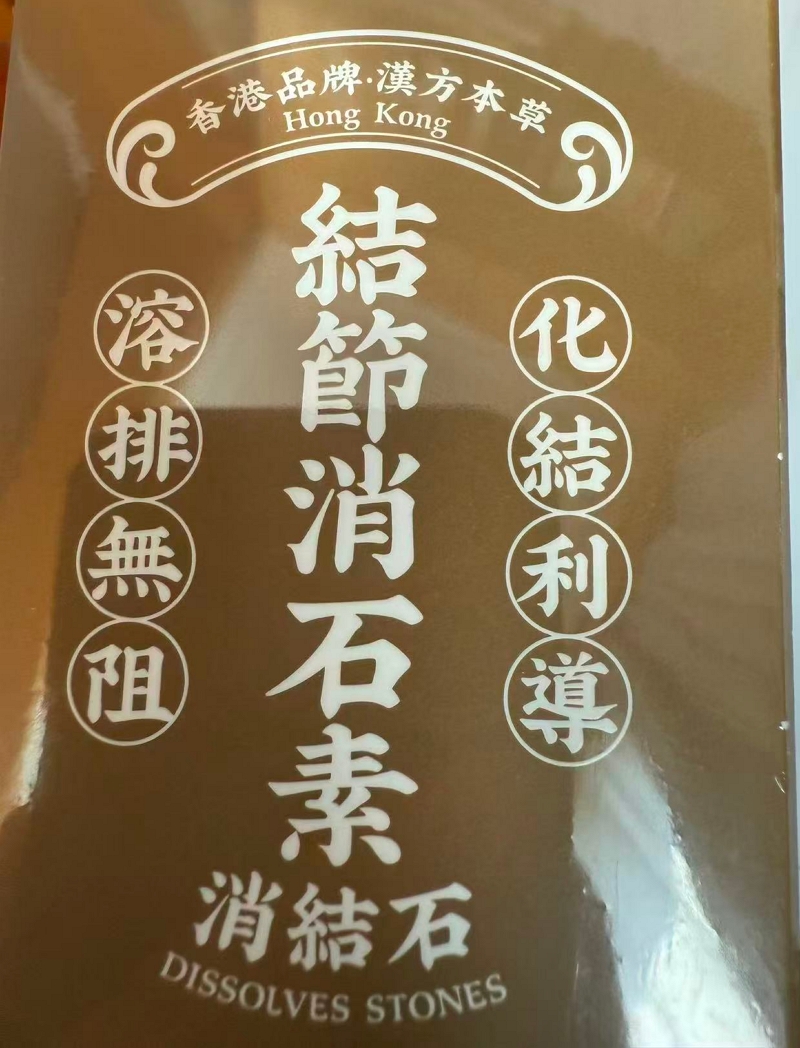 香港品牌·漢方本草
Hong Kong
結節消石素
化結利導
溶排無阻
消結石
DISSOLVES STONES